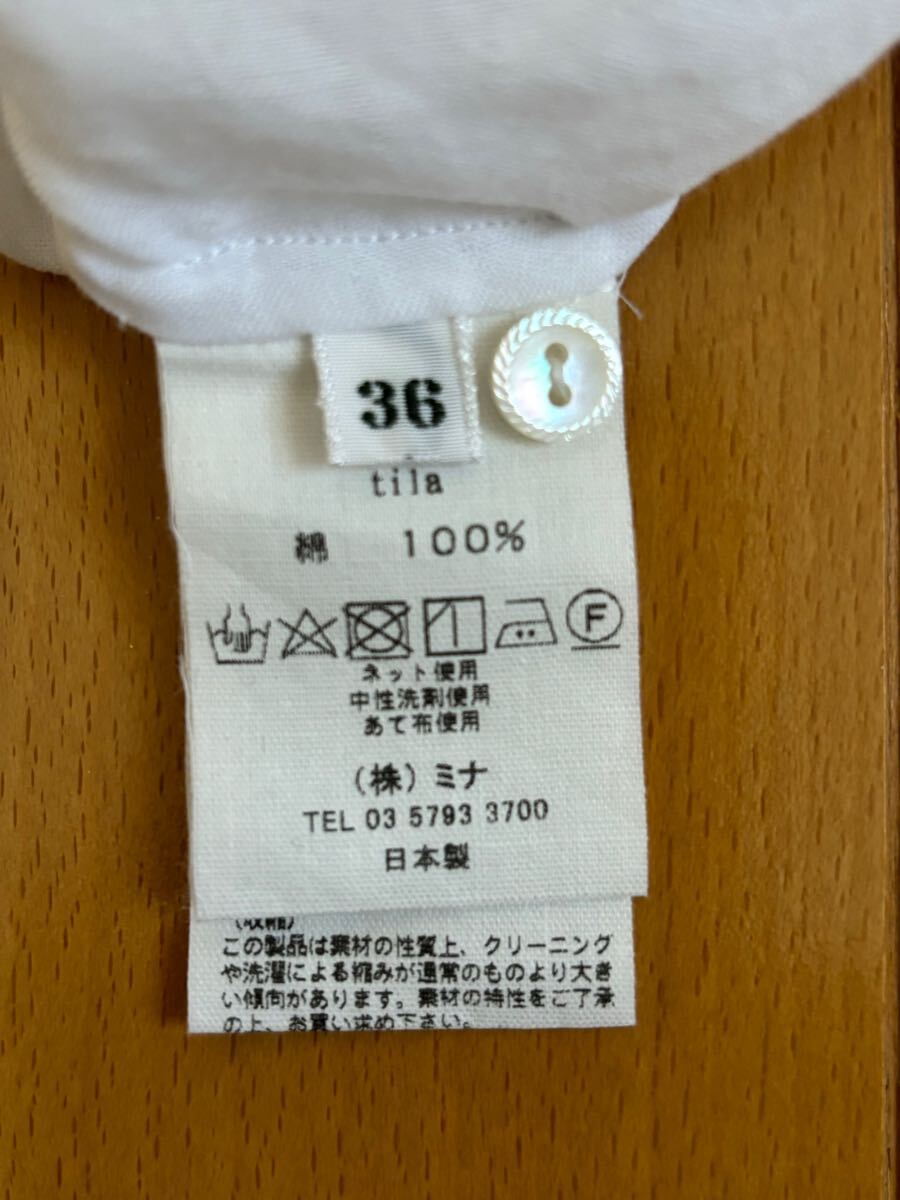 36
tila
綿 100%
F
ネット使用
中性洗剤使用
あて布使用
(株)ミナ
TEL 03 5793 3700
日本製
(収縮)
この製品は素材の性質上、クリーニング
や洗濯による縮みが通常のものより大き
い傾向があります。素材の特性をご了承
の上、お買い求め下さい。